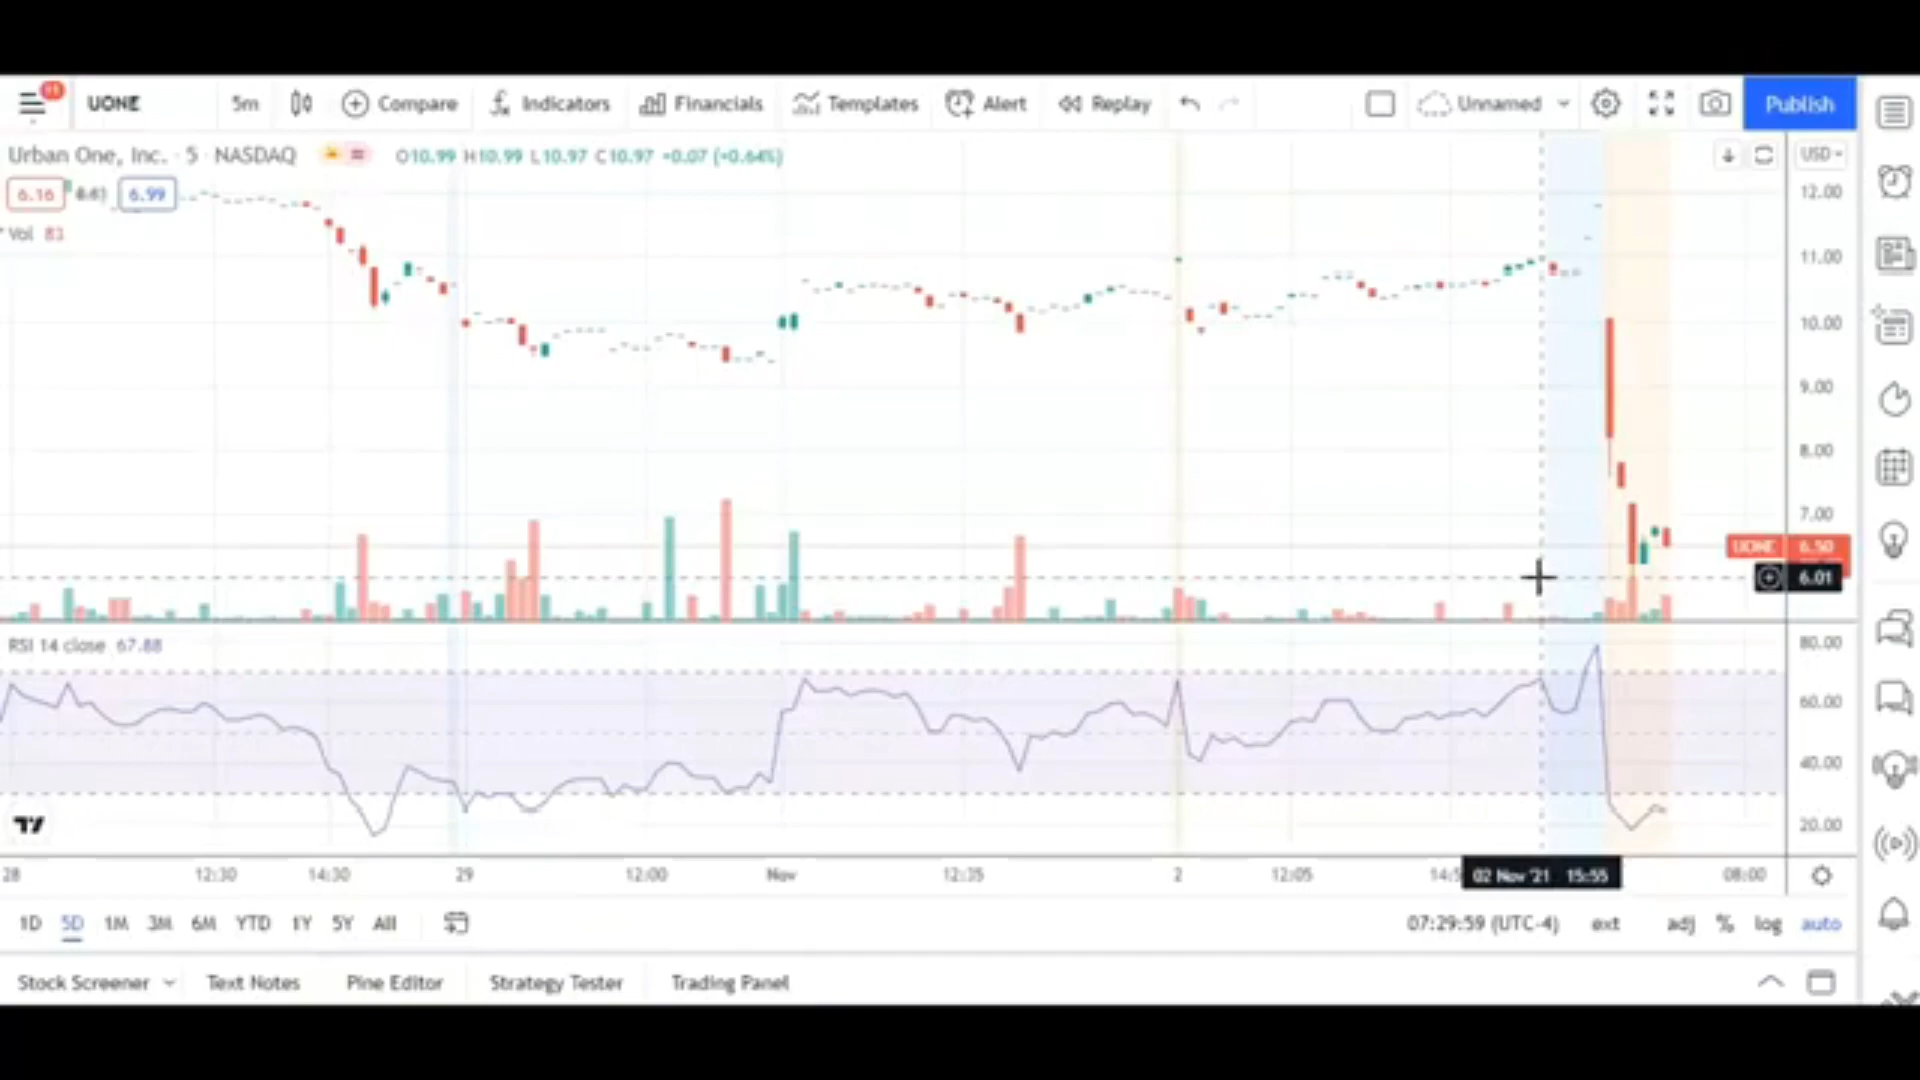 11 UONE 5m Compare Indicators Financials Templates Alert Replay Unnamed Publish
Urban One, Inc. · 5 · NASDAQ O10.99 H10.99 L10.97 C10.97 +0.07 (+0.64%) USD
6.16 6.99
Vol 83
12.00
11.00
10.00
9.00
8.00
7.00
UONE 6.50
6.01
RSI 14 close 67.88
80.00
60.00
40.00
20.00
28 12:30 14:30 29 12:00 Nov 12:35 2 12:05 14:5 02 Nov '21 15:55 08:00
1D 5D 1M 3M 6M YTD 1Y 5Y All 07:29:59 (UTC-4) ext adj % log auto
Stock Screener Text Notes Pine Editor Strategy Tester Trading Panel